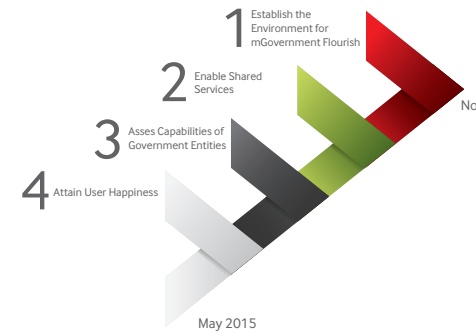 1 Establish the
Environment for
mGovernment Flourish
2 Enable Shared
Services
3 Asses Capabilities of
Government Entities
4 Attain User Happiness
No
May 2015